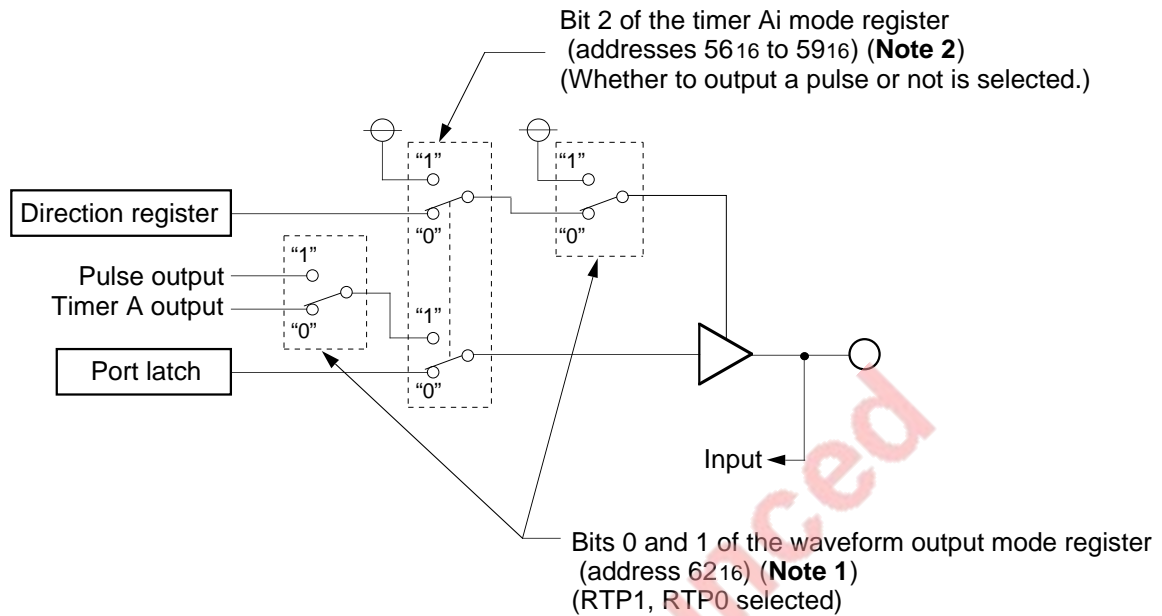 Bit 2 of the timer Ai mode register
(addresses 5616 to 5916) (Note 2)
(Whether to output a pulse or not is selected.)
“1”
“1”
Direction register
“0”
“0”
“1”
Pulse output
Timer A output
“0”
“1”
Port latch
“0”
Input
Bits 0 and 1 of the waveform output mode register
(address 6216) (Note 1)
(RTP1, RTP0 selected)